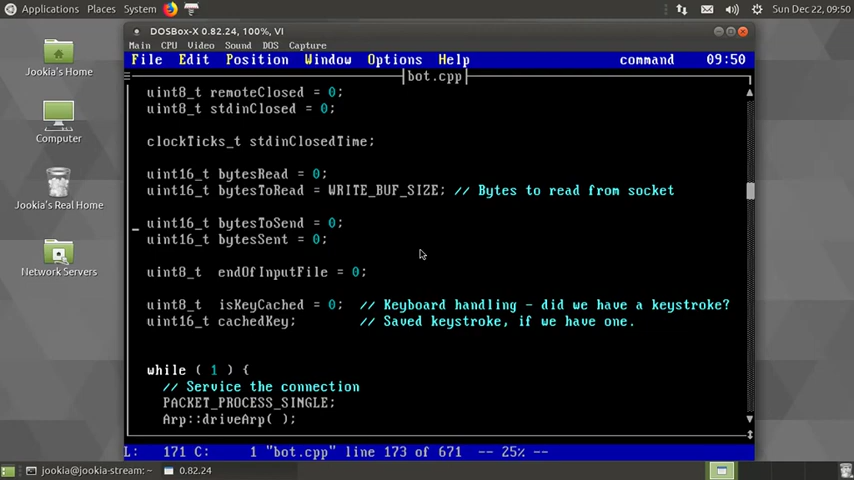 Applications Places System
Sun Dec 22, 09:50
Jookia's Home
Computer
Jookia's Real Home
Network Servers
DOSBox-X 0.82.24, 100%, VI
Main CPU Video Sound DOS Capture
File Edit Position Window Options Help command 09:50
bot.cpp
uint8_t remoteClosed = 0;
uint8_t stdinClosed = 0;
clockTicks_t stdinClosedTime;
uint16_t bytesRead = 0;
uint16_t bytesToRead = WRITE_BUF_SIZE; // Bytes to read from socket
uint16_t bytesToSend = 0;
uint16_t bytesSent = 0;
uint8_t endOfInputFile = 0;
uint8_t isKeyCached = 0; // Keyboard handling - did we have a keystroke?
uint16_t cachedKey; // Saved keystroke, if we have one.
while ( 1 ) {
// Service the connection
PACKET_PROCESS_SINGLE;
Arp::driveArp( );
L: 171 C: 1 "bot.cpp" line 173 of 671 -- 25% --
jookia@jookia-stream: ~
0.82.24